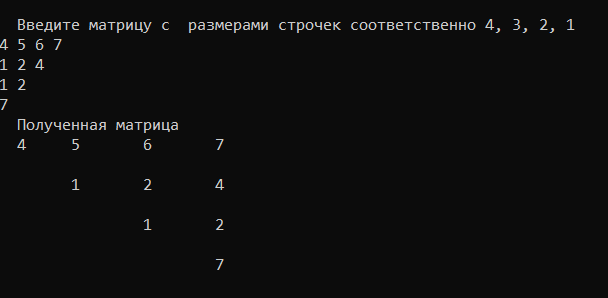 Введите матрицу с  размерами строчек соответственно 4, 3, 2, 1
4 5 6 7
1 2 4
1 2
7
Полученная матрица
4     5       6       7
      1       2       4
              1       2
                      7